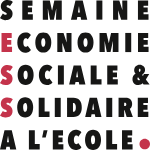 SEMAINE
ECONOMIE
SOCIALE &
SOLIDAIRE
A L'ECOLE.